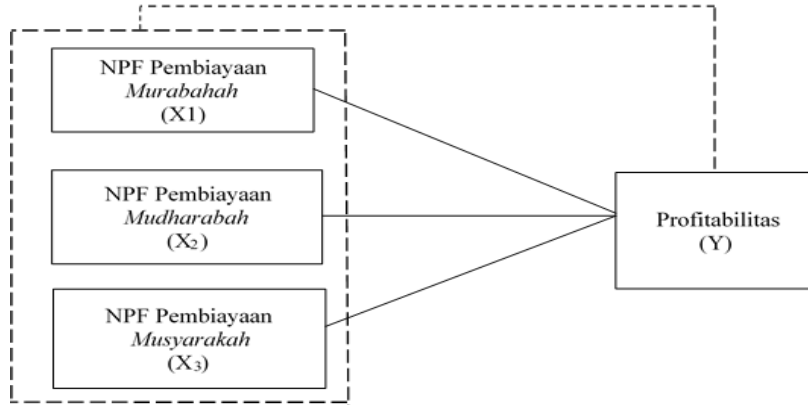 NPF Pembiayaan
Murabahah
(X1)
NPF Pembiayaan
Mudharabah
(X₂)
NPF Pembiayaan
Musyarakah
(X₃)
Profitabilitas
(Y)